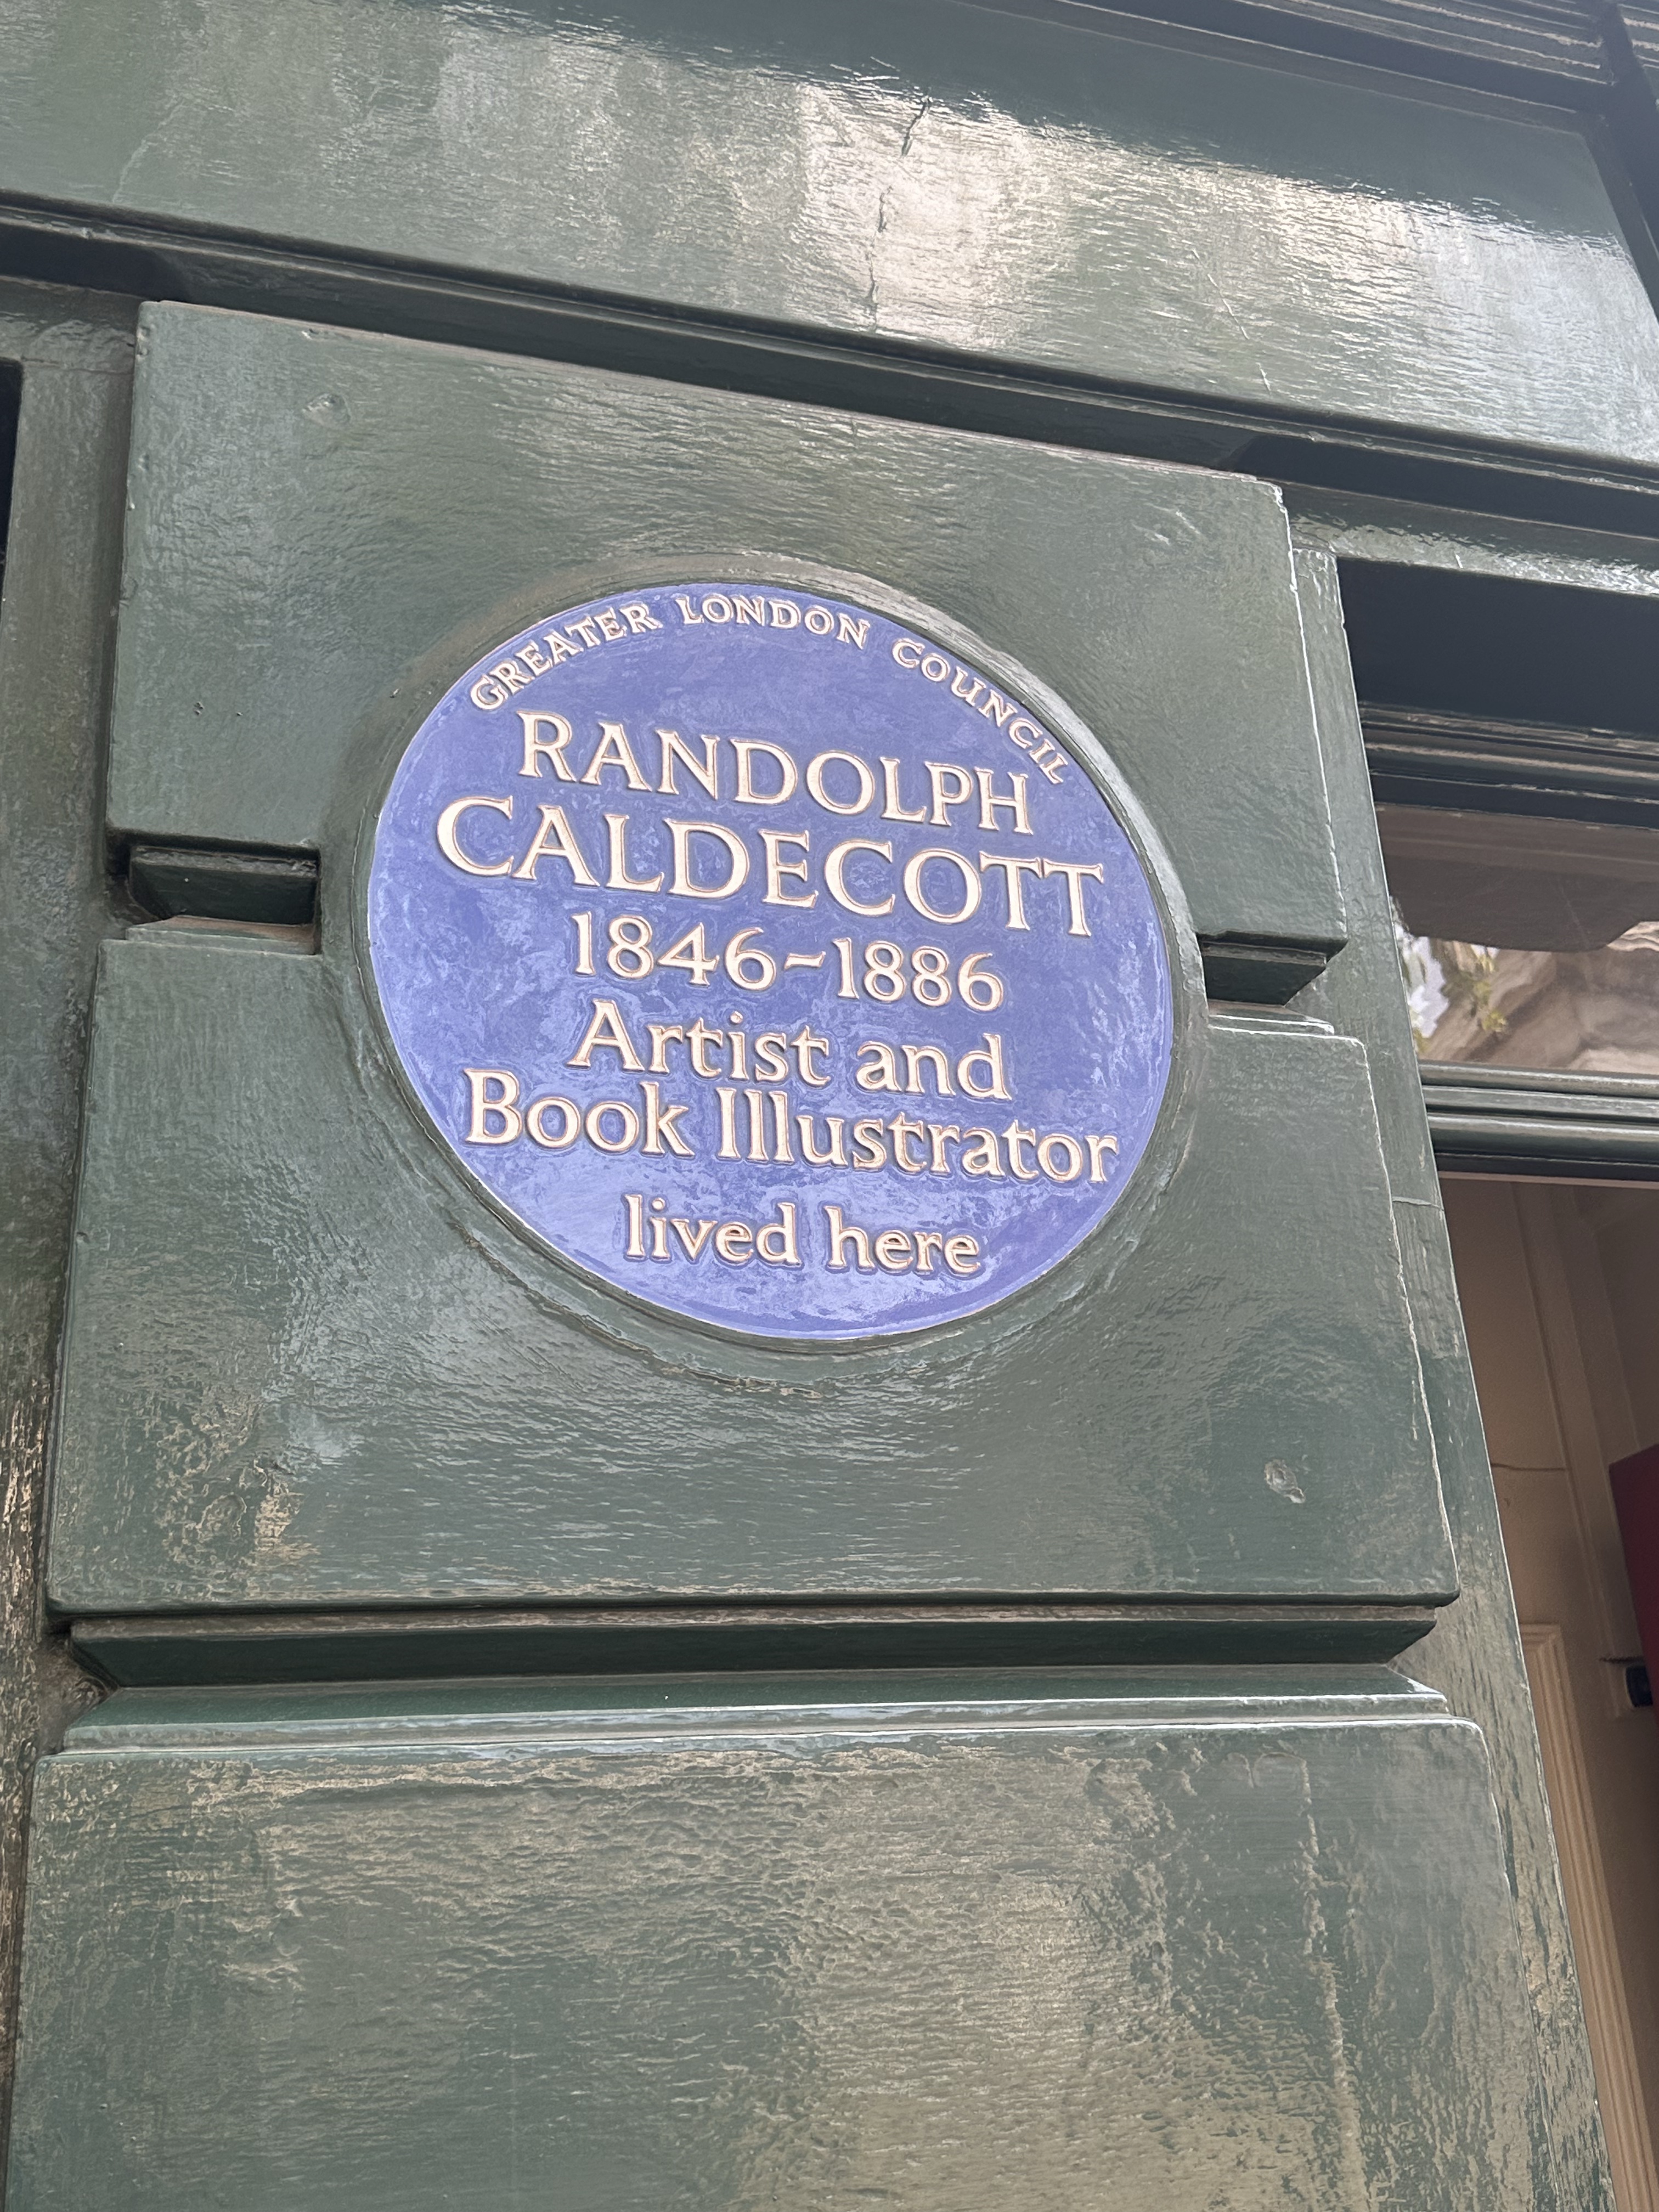 GREATER LONDON COUNCIL
RANDOLPH
CALDECOTT
1846-1886
Artist and
Book Illustrator
lived here